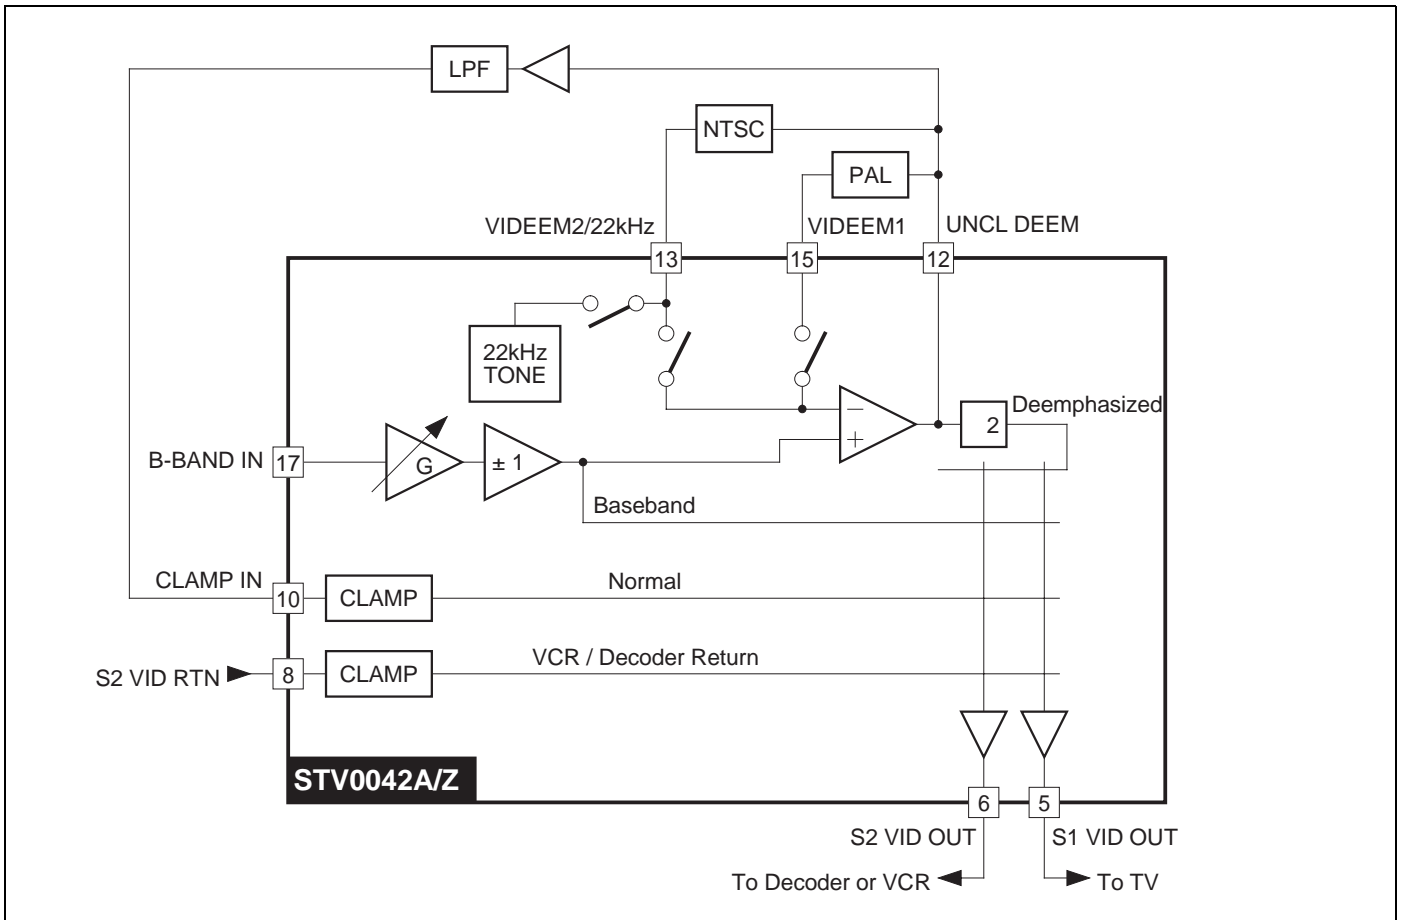 LPF
NTSC
PAL
VIDEEM2/22kHz
VIDEEM1
UNCL DEEM
13
15
12
22kHz
TONE
Deemphasized
−
+
2
B-BAND IN
17
G
± 1
Baseband
CLAMP IN
10
CLAMP
Normal
S2 VID RTN
8
CLAMP
VCR / Decoder Return
STV0042A/Z
6
5
S2 VID OUT
S1 VID OUT
To Decoder or VCR
To TV